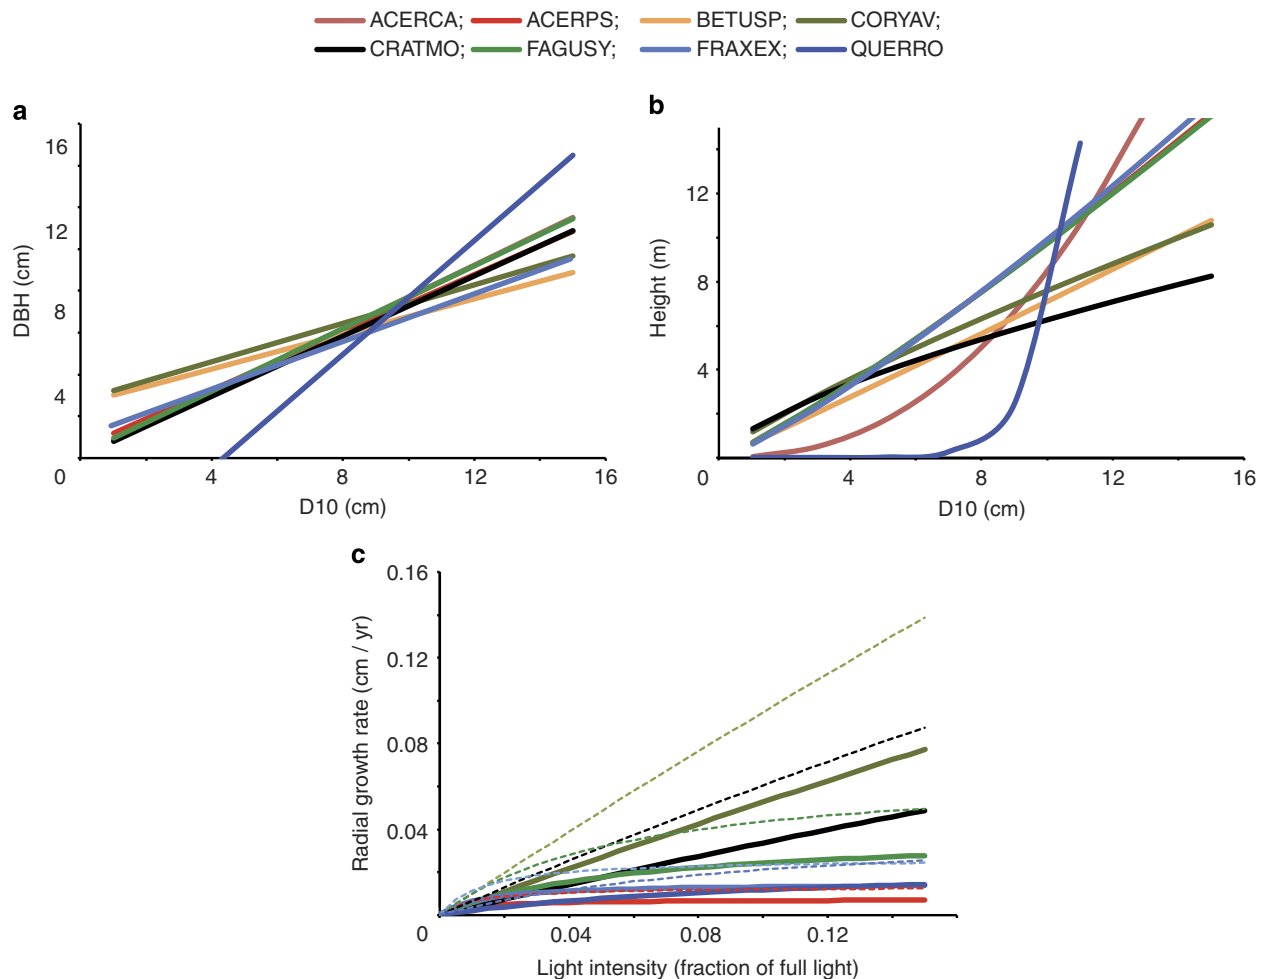 ACERCA; ACERPS; BETUSP; CORYAV;
CRATMO; FAGUSY; FRAXEX; QUERRO
a
DBH (cm)
16
12
8
4
0
4
8
12
16
D10 (cm)
b
Height (m)
12
8
4
0
4
8
12
16
D10 (cm)
c
Radial growth rate (cm / yr)
0.16
0.12
0.08
0.04
0
0.04
0.08
0.12
Light intensity (fraction of full light)